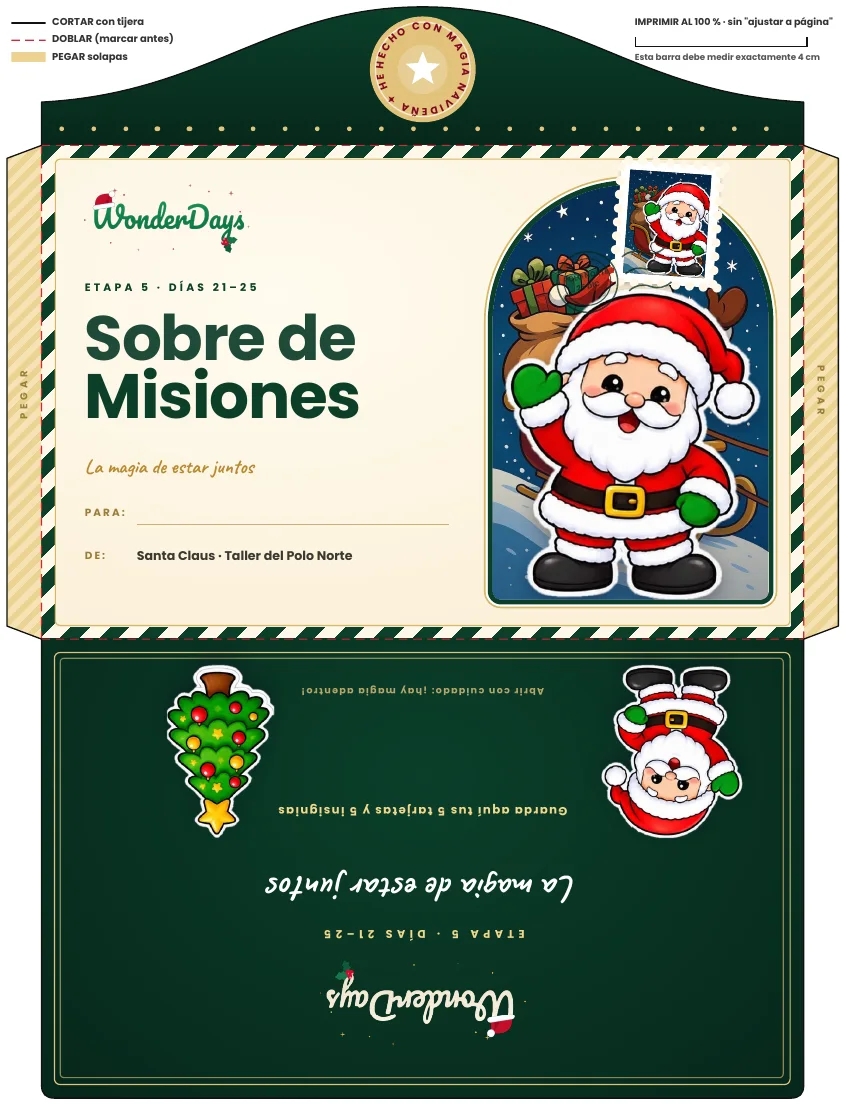 CORTAR con tijera
DOBLAR (marcar antes)
PEGAR solapas
IMPRIMIR AL 100 % · sin "ajustar a página"
Esta barra debe medir exactamente 4 cm
HECHO CON MAGIA NAVIDEÑA ✦ HE
WonderDays
ETAPA 5 · DÍAS 21–25
Sobre de
Misiones
La magia de estar juntos
PARA:
DE: Santa Claus · Taller del Polo Norte
PEGAR
PEGAR
Abrir con cuidado: ¡hay magia adentro!
Guarda aquí tus 5 tarjetas y 5 insignias
La magia de estar juntos
ETAPA 5 · DÍAS 21–25
WonderDays